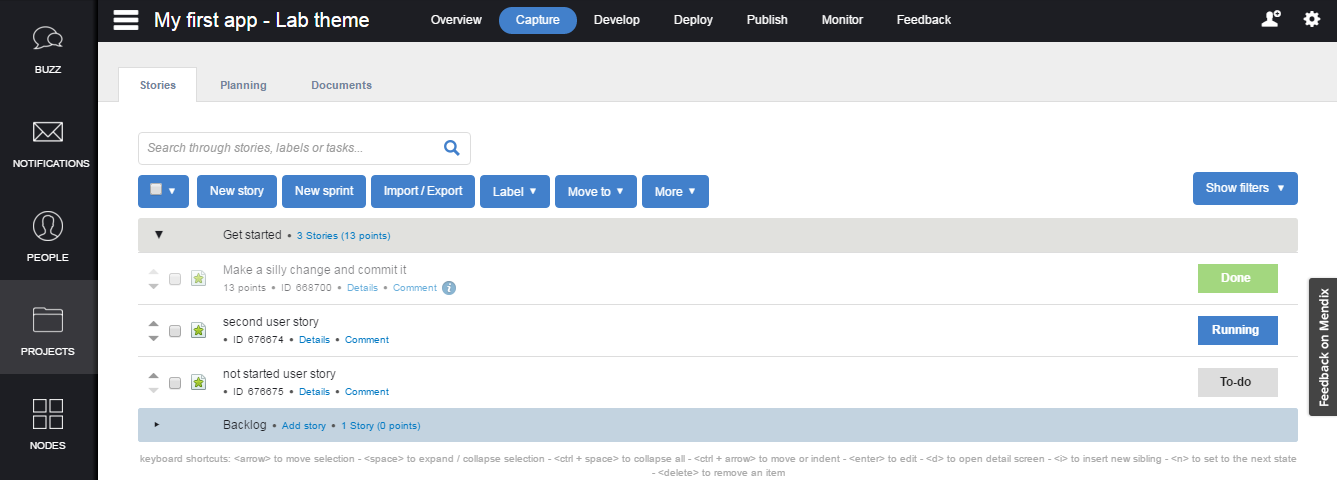 My first app - Lab theme
Overview
Capture
Develop
Deploy
Publish
Monitor
Feedback
BUZZ
NOTIFICATIONS
PEOPLE
PROJECTS
NODES
Stories
Planning
Documents
Search through stories, labels or tasks...
New story
New sprint
Import / Export
Label
Move to
More
Show filters
Get started • 3 Stories (13 points)
Make a silly change and commit it
13 points • ID 668700 • Details • Comment i
Done
second user story
• ID 676674 • Details • Comment
Running
not started user story
• ID 676675 • Details • Comment
To-do
Backlog • Add story • 1 Story (0 points)
keyboard shortcuts: <arrow> to move selection - <space> to expand / collapse selection - <ctrl + space> to collapse all - <ctrl + arrow> to move or indent - <enter> to edit - <d> to open detail screen - <i> to insert new sibling - <n> to set to the next state
- <delete> to remove an item
Feedback on Mendix